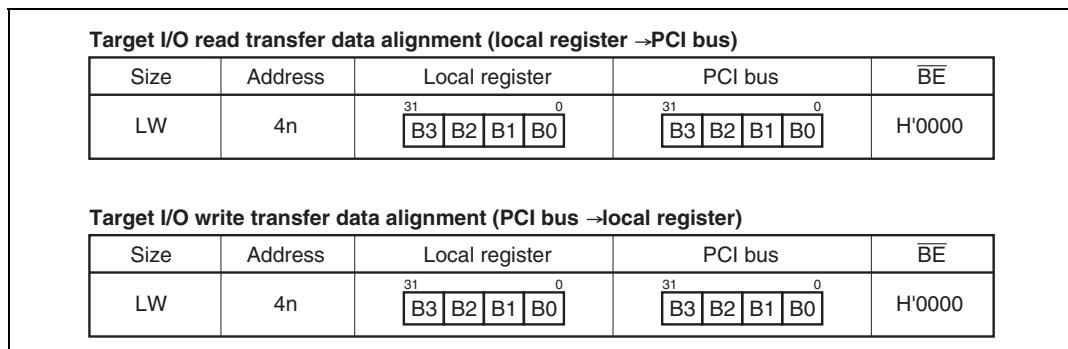 Target I/O read transfer data alignment (local register →PCI bus)
Size Address Local register PCI bus BE
31 0 31 0
LW 4n B3 B2 B1 B0 B3 B2 B1 B0 H'0000
Target I/O write transfer data alignment (PCI bus →local register)
Size Address Local register PCI bus BE
31 0 31 0
LW 4n B3 B2 B1 B0 B3 B2 B1 B0 H'0000